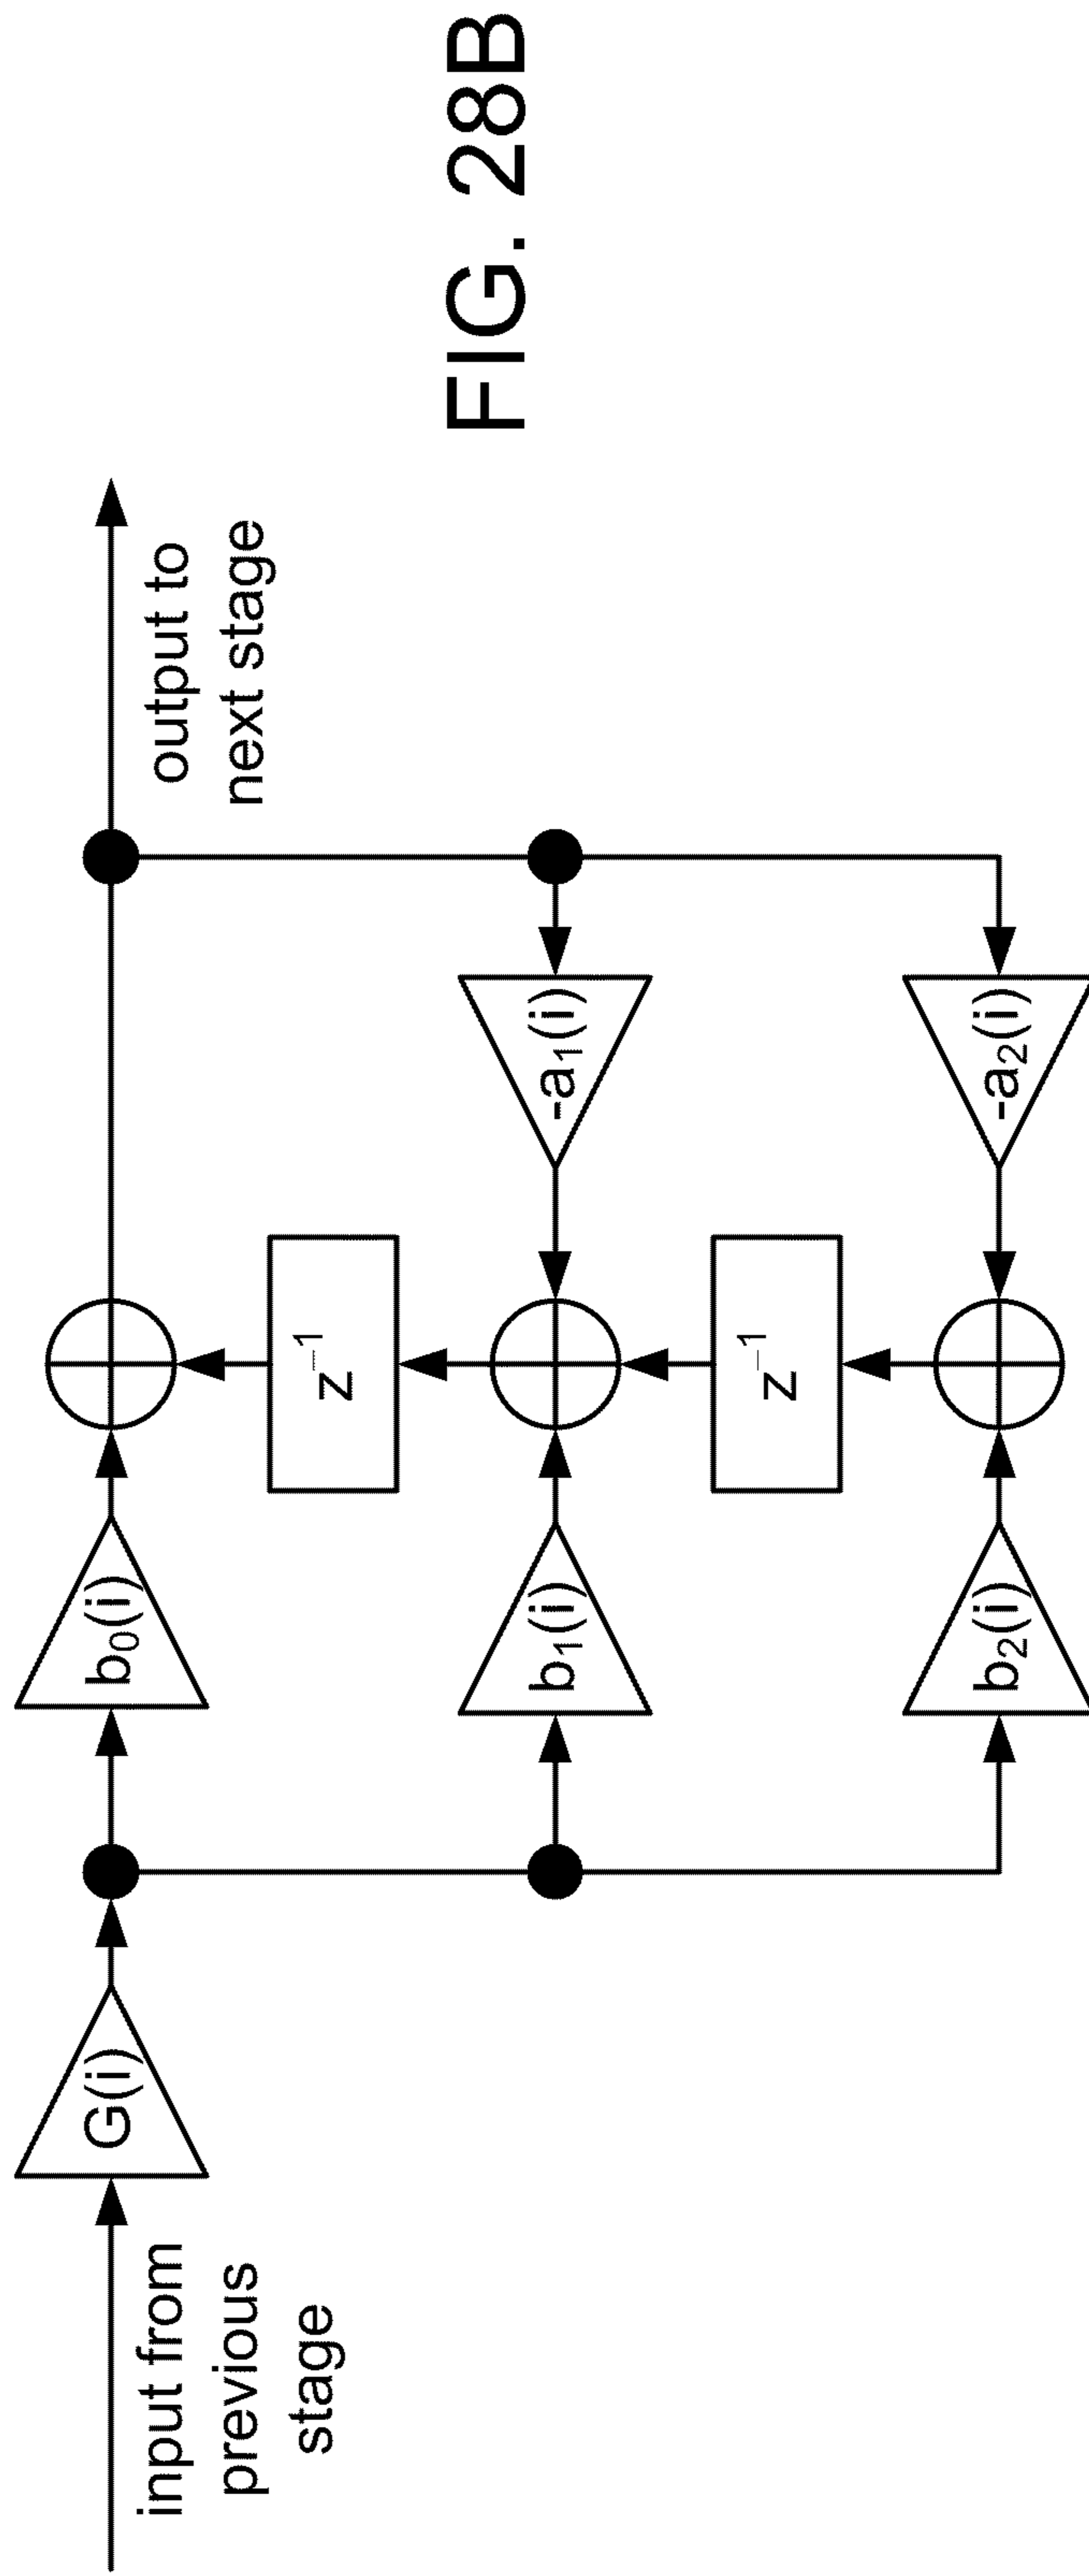 input from
previous
stage
G(i)
b₀(i)
b₁(i)
b₂(i)
z⁻¹
z⁻¹
-a₁(i)
-a₂(i)
output to
next stage
FIG. 28B